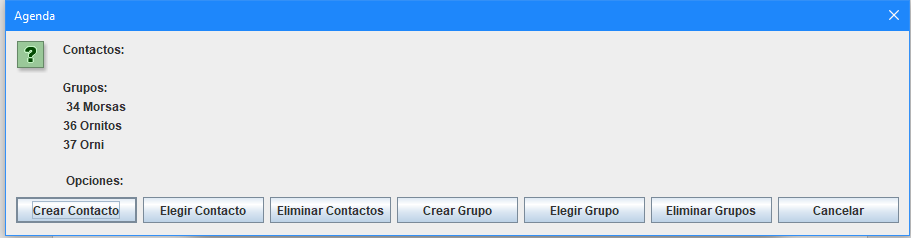 Agenda
?
Contactos:
Grupos:
34 Morsas
36 Ornitos
37 Orni
Opciones:
Crear Contacto Elegir Contacto Eliminar Contactos Crear Grupo Elegir Grupo Eliminar Grupos Cancelar